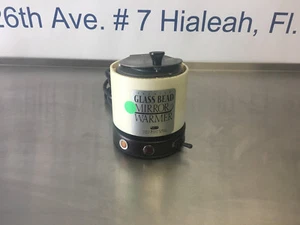 26th Ave. # 7 Hialeah, Fl.
GLASS BEAD
MIRROR
WARMER